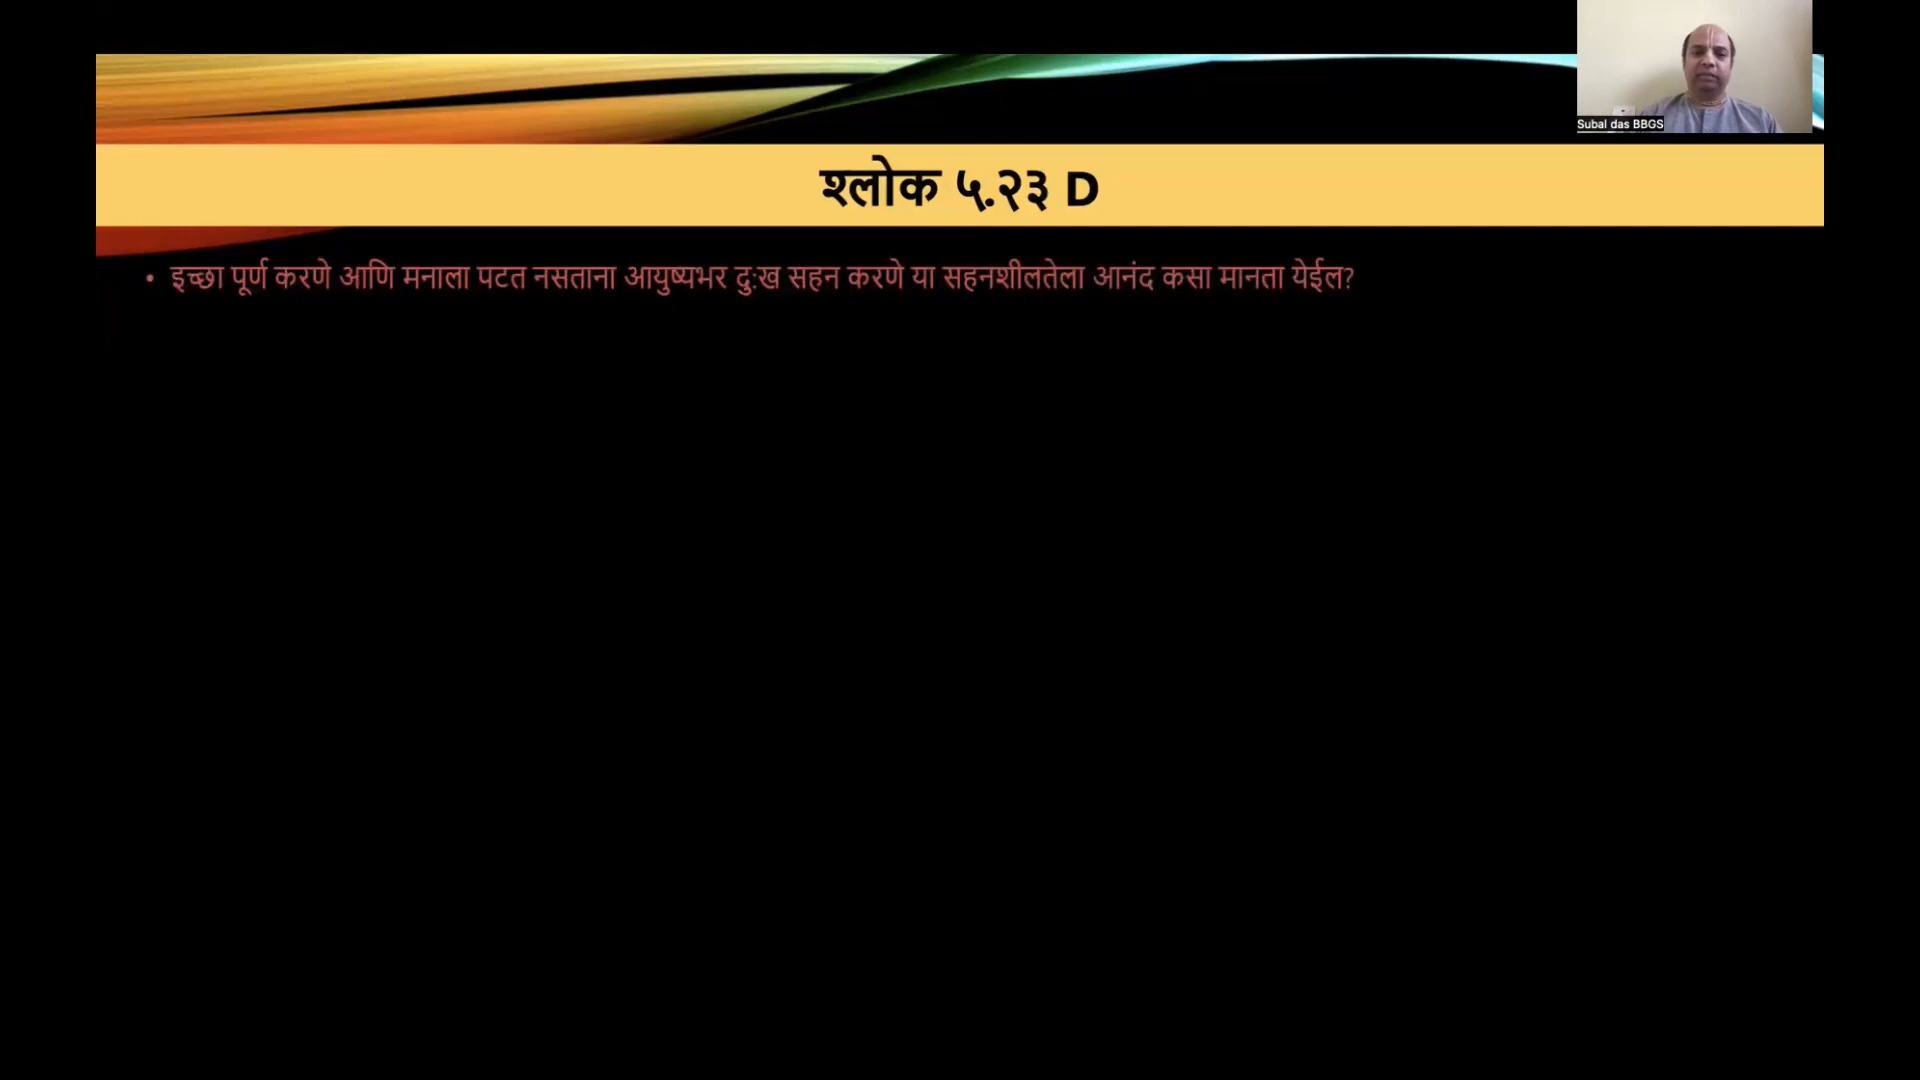 Subal das BBGS
श्लोक ५.२३ D
• इच्छा पूर्ण करणे आणि मनाला पटत नसताना आयुष्यभर दुःख सहन करणे या सहनशीलतेला आनंद कसा मानता येईल?